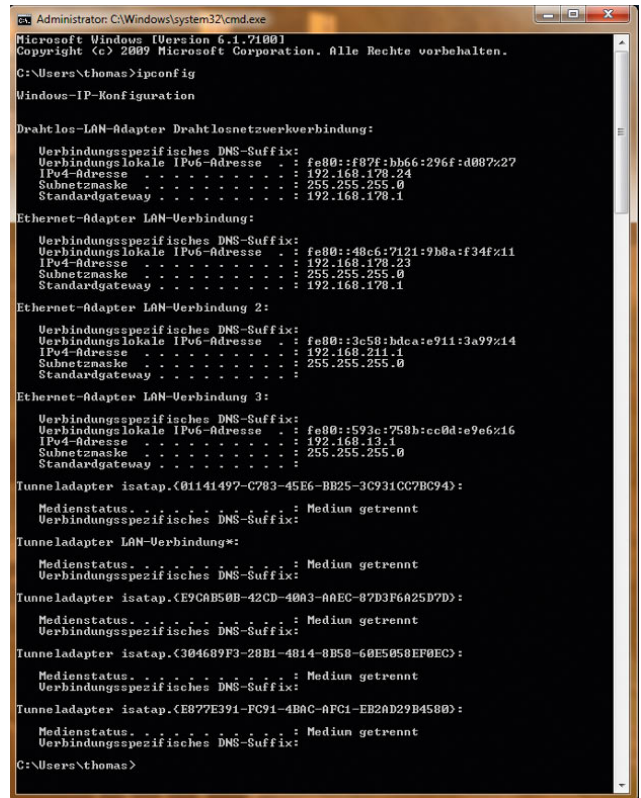 Administrator: C:\Windows\system32\cmd.exe
Microsoft Windows [Version 6.1.7100]
Copyright (c) 2009 Microsoft Corporation. Alle Rechte vorbehalten.
C:\Users\thomas>ipconfig
Windows-IP-Konfiguration
Drahtlos-LAN-Adapter Drahtlosnetzwerkverbindung:
Verbindungsspezifisches DNS-Suffix:
Verbindungslokale IPv6-Adresse . : fe80::f87f:bb66:296f:d087%27
IPv4-Adresse . . . . . . . . . . : 192.168.178.24
Subnetzmaske . . . . . . . . . . : 255.255.255.0
Standardgateway . . . . . . . . . : 192.168.178.1
Ethernet-Adapter LAN-Verbindung:
Verbindungsspezifisches DNS-Suffix:
Verbindungslokale IPv6-Adresse . : fe80::48c6:7121:9b8a:f34f%11
IPv4-Adresse . . . . . . . . . . : 192.168.178.23
Subnetzmaske . . . . . . . . . . : 255.255.255.0
Standardgateway . . . . . . . . . : 192.168.178.1
Ethernet-Adapter LAN-Verbindung 2:
Verbindungsspezifisches DNS-Suffix:
Verbindungslokale IPv6-Adresse . : fe80::3c58:bdca:e911:3a99%14
IPv4-Adresse . . . . . . . . . . : 192.168.211.1
Subnetzmaske . . . . . . . . . . : 255.255.255.0
Standardgateway . . . . . . . . . :
Ethernet-Adapter LAN-Verbindung 3:
Verbindungsspezifisches DNS-Suffix:
Verbindungslokale IPv6-Adresse . : fe80::593c:758b:cc0d:e9e6%16
IPv4-Adresse . . . . . . . . . . : 192.168.13.1
Subnetzmaske . . . . . . . . . . : 255.255.255.0
Standardgateway . . . . . . . . . :
Tunneladapter isatap.{01141497-C783-45E6-BB25-3C931CC7BC94}:
Medienstatus. . . . . . . . . . . : Medium getrennt
Verbindungsspezifisches DNS-Suffix:
Tunneladapter LAN-Verbindung*:
Medienstatus. . . . . . . . . . . : Medium getrennt
Verbindungsspezifisches DNS-Suffix:
Tunneladapter isatap.{E9CAB50B-42CD-40A3-AAEC-87D3F6A25D7D}:
Medienstatus. . . . . . . . . . . : Medium getrennt
Verbindungsspezifisches DNS-Suffix:
Tunneladapter isatap.{304689F3-28B1-4814-8B58-60E5058EF0EC}:
Medienstatus. . . . . . . . . . . : Medium getrennt
Verbindungsspezifisches DNS-Suffix:
Tunneladapter isatap.{E877E391-FC91-4BAC-AFC1-EB2AD29B4580}:
Medienstatus. . . . . . . . . . . : Medium getrennt
Verbindungsspezifisches DNS-Suffix:
C:\Users\thomas>